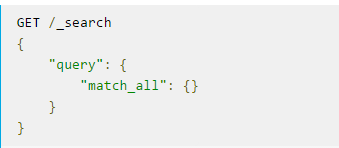 GET /_search
{
    "query": {
        "match_all": {}
    }
}